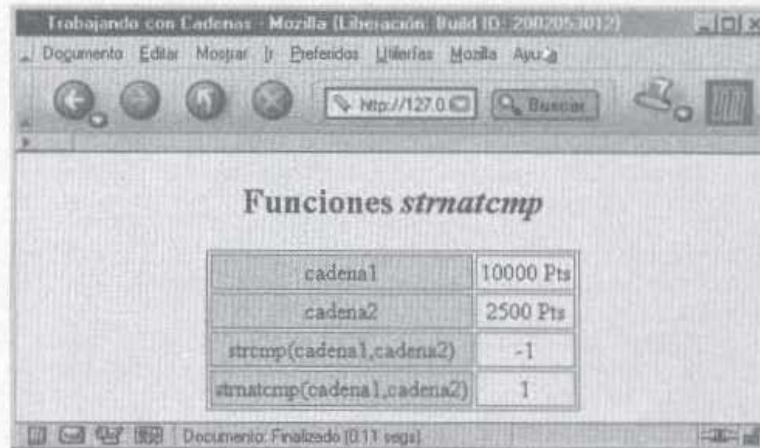 Trabajando con Cadenas - Mozilla {Liberación: Build ID: 2002053012}
Documento Editar Mostrar Ir Preferidos Utilerías Mozilla Ayuda
http://127.0 Buscar
Funciones strnatcmp
cadena1 10000 Pts
cadena2 2500 Pts
strcmp(cadena1,cadena2) -1
strnatcmp(cadena1,cadena2) 1
Documento: Finalizado (0.11 segs)